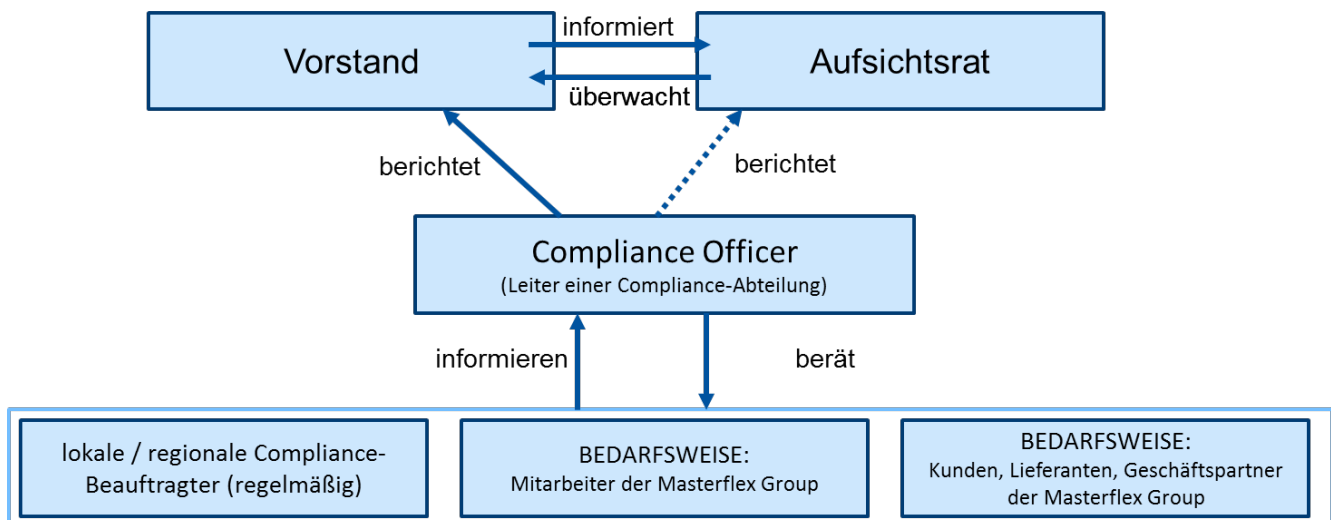 informiert
Vorstand
Aufsichtsrat
überwacht
berichtet
berichtet
Compliance Officer
(Leiter einer Compliance-Abteilung)
informieren
berät
lokale / regionale Compliance-
Beauftragter (regelmäßig)
BEDARFSWEISE:
Mitarbeiter der Masterflex Group
BEDARFSWEISE:
Kunden, Lieferanten, Geschäftspartner
der Masterflex Group